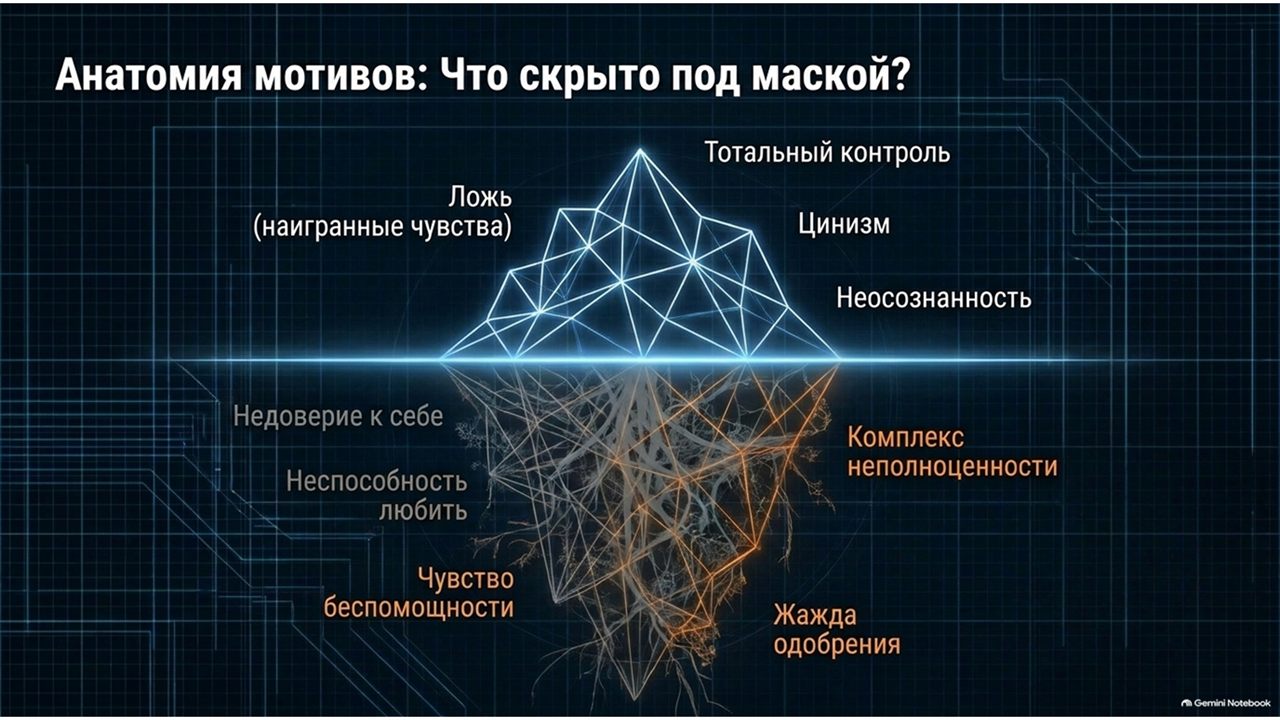 Анатомия мотивов: Что скрыто под маской?
Тотальный контроль
Ложь
(наигранные чувства)
Цинизм
Неосознанность
Недоверие к себе
Комплекс
неполноценности
Неспособность
любить
Чувство
беспомощности
Жажда
одобрения
Gemini Notebook